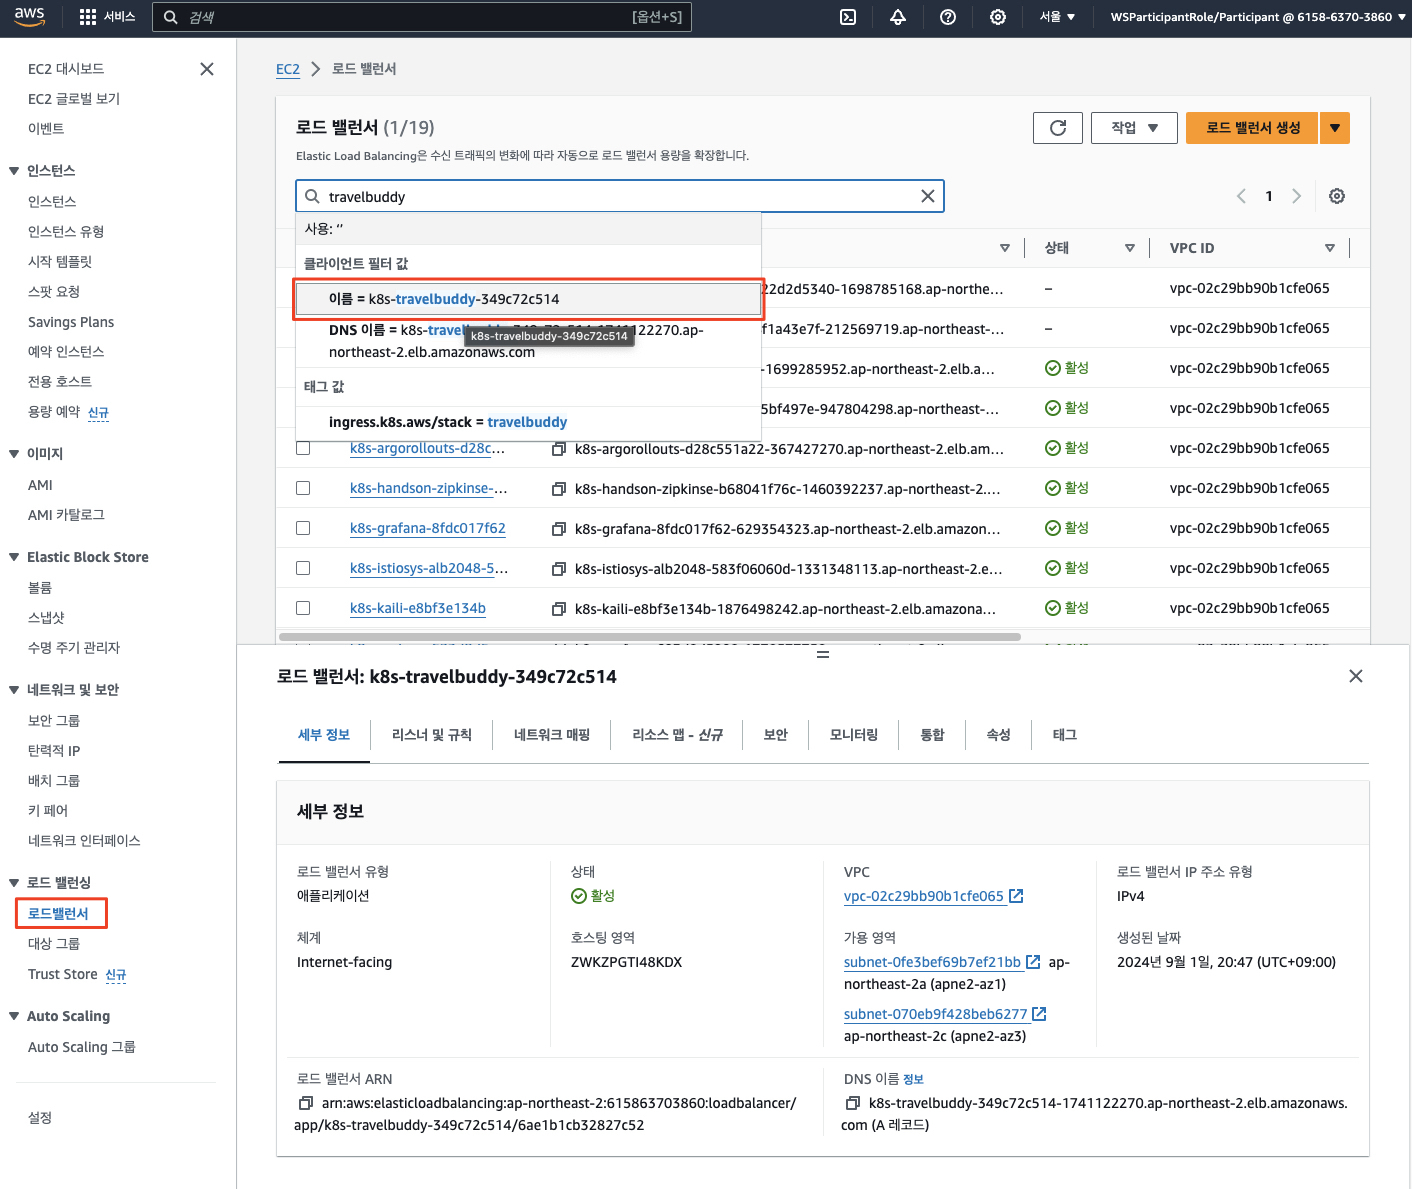 aws
서비스
검색
[옵션+S]
서울
WSParticipantRole/Participant @ 6158-6370-3860
EC2 대시보드
EC2 글로벌 보기
이벤트
인스턴스
인스턴스
인스턴스 유형
시작 템플릿
스팟 요청
Savings Plans
예약 인스턴스
전용 호스트
용량 예약 신규
이미지
AMI
AMI 카탈로그
Elastic Block Store
볼륨
스냅샷
수명 주기 관리자
네트워크 및 보안
보안 그룹
탄력적 IP
배치 그룹
키 페어
네트워크 인터페이스
로드 밸런싱
로드밸런서
대상 그룹
Trust Store 신규
Auto Scaling
Auto Scaling 그룹
설정
EC2 로드 밸런서
로드 밸런서 (1/19)
작업
로드 밸런서 생성
Elastic Load Balancing은 수신 트래픽의 변화에 따라 자동으로 로드 밸런서 용량을 확장합니다.
travelbuddy
1
사용: “”
클라이언트 필터 값
이름 = k8s-travelbuddy-349c72c514
DNS 이름 = k8s-
1122270.ap-
northeast-2.elb.amazonaws.com
k8s-travelbuddy-349c72c514
태그 값
ingress.k8s.aws/stack = travelbuddy
상태 VPC ID
22d2d5340-1698785168.ap-northe... – vpc-02c29bb90b1cfe065
f1a43e7f-212569719.ap-northeast-... – vpc-02c29bb90b1cfe065
-1699285952.ap-northeast-2.elb.a... 활성 vpc-02c29bb90b1cfe065
5bf497e-947804298.ap-northeast-... 활성 vpc-02c29bb90b1cfe065
k8s-argorollouts-d28c... k8s-argorollouts-d28c551a22-367427270.ap-northeast-2.elb.am... 활성 vpc-02c29bb90b1cfe065
k8s-handson-zipkinse-... k8s-handson-zipkinse-b68041f76c-1460392237.ap-northeast-2.... 활성 vpc-02c29bb90b1cfe065
k8s-grafana-8fdc017f62 k8s-grafana-8fdc017f62-629354323.ap-northeast-2.elb.amazon... 활성 vpc-02c29bb90b1cfe065
k8s-istiosys-alb2048-5... k8s-istiosys-alb2048-583f06060d-1331348113.ap-northeast-2.e... 활성 vpc-02c29bb90b1cfe065
k8s-kaili-e8bf3e134b k8s-kaili-e8bf3e134b-1876498242.ap-northeast-2.elb.amazona... 활성 vpc-02c29bb90b1cfe065
로드 밸런서: k8s-travelbuddy-349c72c514
세부 정보 리스너 및 규칙 네트워크 매핑 리소스 맵 - 신규 보안 모니터링 통합 속성 태그
세부 정보
로드 밸런서 유형
애플리케이션
상태
활성
VPC
vpc-02c29bb90b1cfe065
로드 밸런서 IP 주소 유형
IPv4
체계
Internet-facing
호스팅 영역
ZWKZPGTI48KDX
가용 영역
subnet-0fe3bef69b7ef21bb ap-
northeast-2a (apne2-az1)
subnet-070eb9f428beb6277
ap-northeast-2c (apne2-az3)
생성된 날짜
2024년 9월 1일, 20:47 (UTC+09:00)
로드 밸런서 ARN
arn:aws:elasticloadbalancing:ap-northeast-2:615863703860:loadbalancer/
app/k8s-travelbuddy-349c72c514/6ae1b1cb32827c52
DNS 이름 정보
k8s-travelbuddy-349c72c514-1741122270.ap-northeast-2.elb.amazonaws.
com (A 레코드)